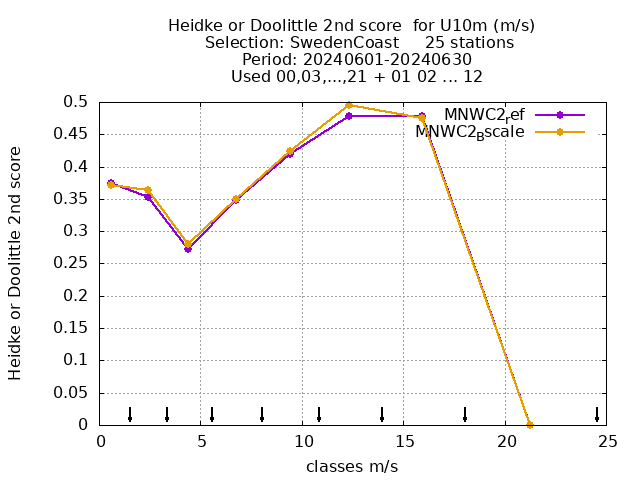 Heidke or Doolittle 2nd score  for U10m (m/s)
Selection: SwedenCoast     25 stations
Period: 20240601-20240630
Used 00,03,...,21 + 01 02 ... 12
MNWC2ref
MNWC2Bscale
Heidke or Doolittle 2nd score
0.5
0.45
0.4
0.35
0.3
0.25
0.2
0.15
0.1
0.05
0
0 5 10 15 20 25
classes m/s